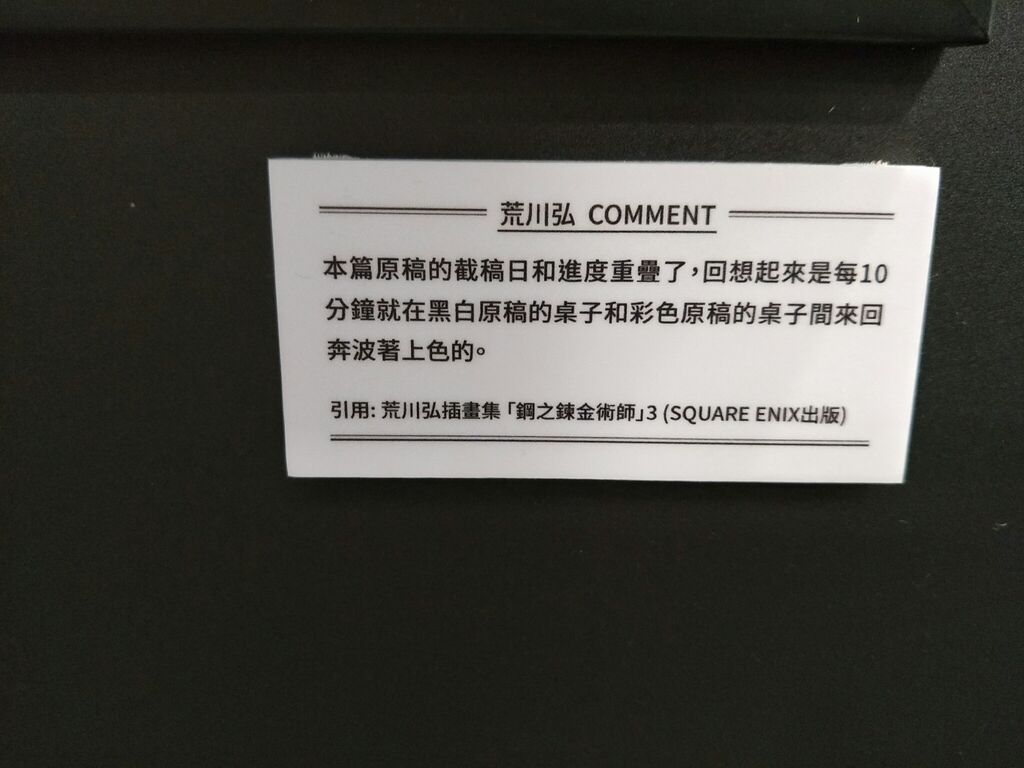 荒川弘 COMMENT
本篇原稿的截稿日和進度重疊了，回想起來是每10
分鐘就在黑白原稿的桌子和彩色原稿的桌子間來回
奔波著上色的。
引用: 荒川弘插畫集「鋼之鍊金術師」3 (SQUARE ENIX出版)